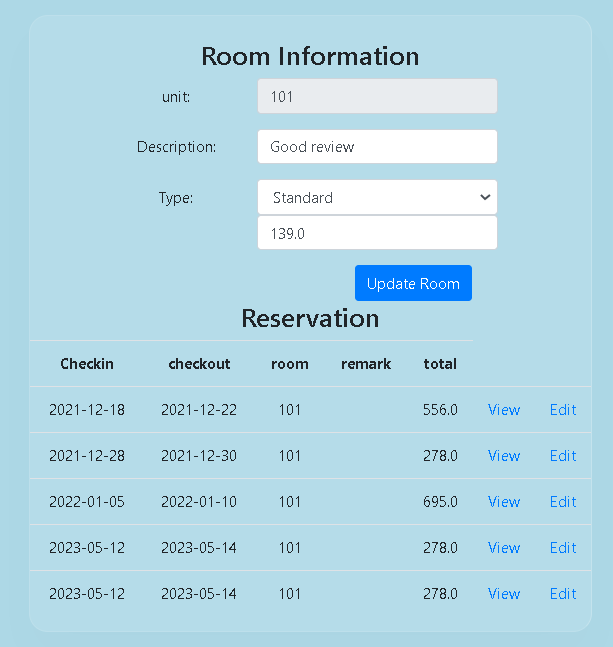 Room Information
unit: 101
Description: Good review
Type: Standard
139.0
Update Room
Reservation
Checkin checkout room remark total
2021-12-18 2021-12-22 101 556.0 View Edit
2021-12-28 2021-12-30 101 278.0 View Edit
2022-01-05 2022-01-10 101 695.0 View Edit
2023-05-12 2023-05-14 101 278.0 View Edit
2023-05-12 2023-05-14 101 278.0 View Edit